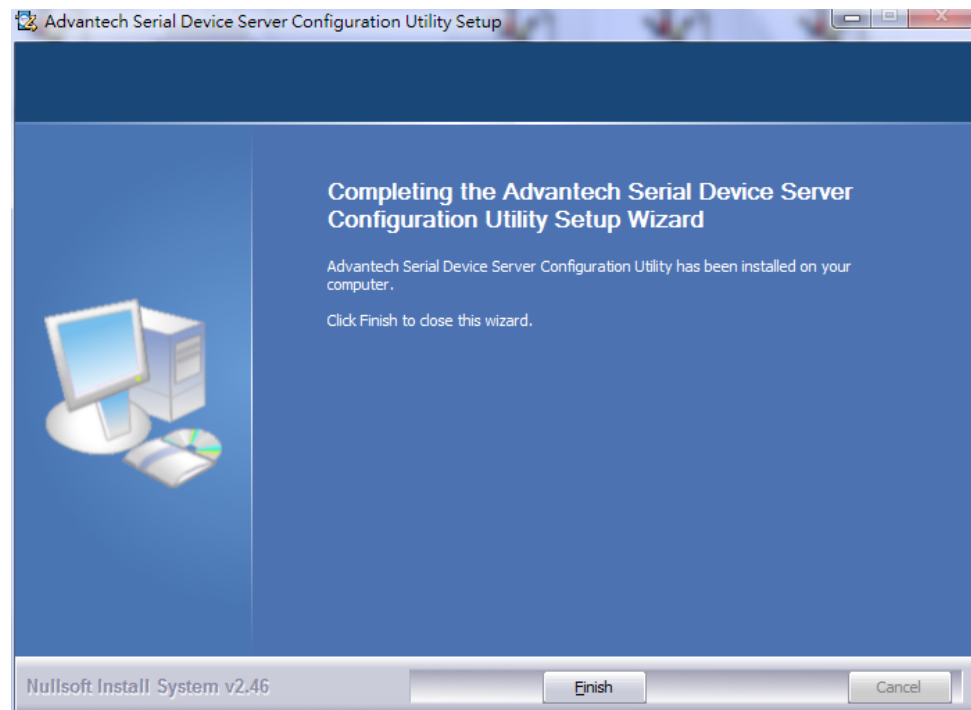 Advantech Serial Device Server Configuration Utility Setup
Completing the Advantech Serial Device Server
Configuration Utility Setup Wizard
Advantech Serial Device Server Configuration Utility has been installed on your
computer.
Click Finish to close this wizard.
Nullsoft Install System v2.46
Finish
Cancel